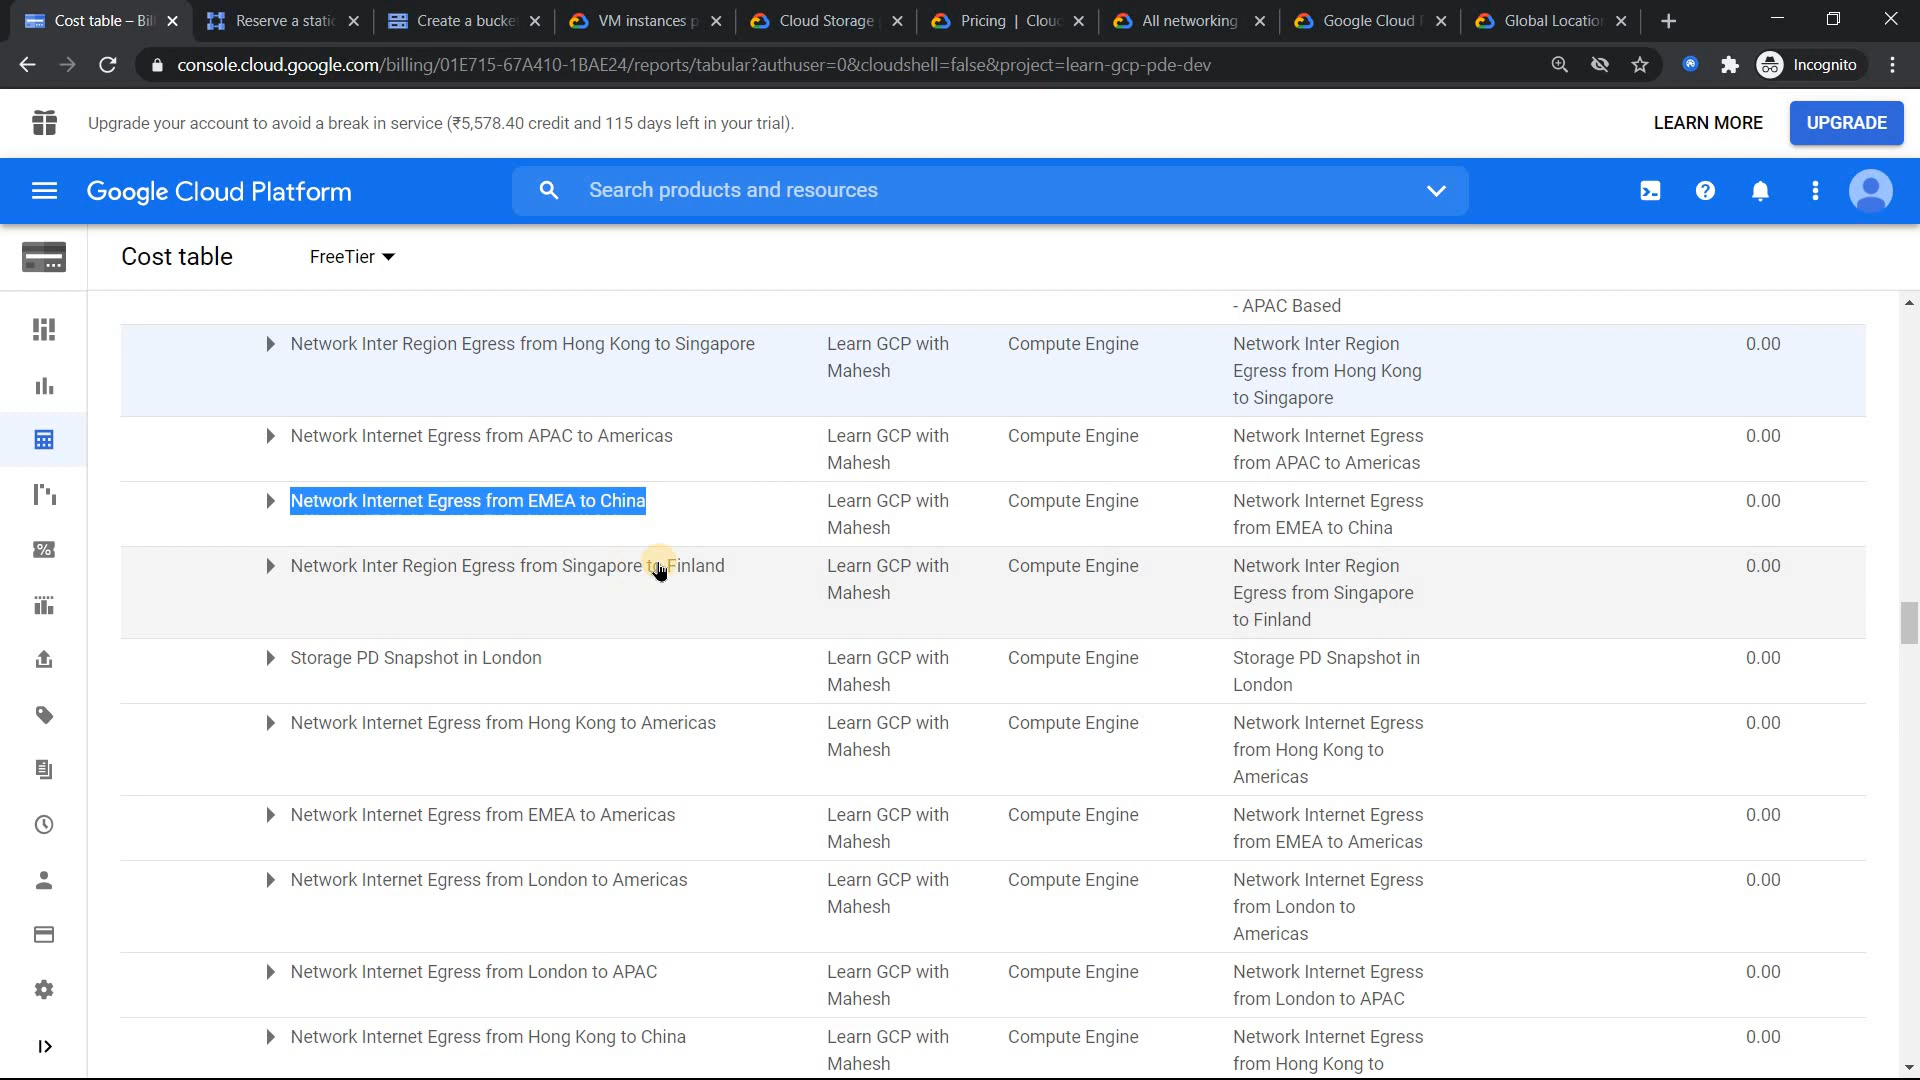 Cost table – Bil
Reserve a stati
Create a bucke
VM instances p
Cloud Storage
Pricing | Clou
All networking
Google Cloud
Global Locatio
console.cloud.google.com/billing/01E715-67A410-1BAE24/reports/tabular?authuser=0&cloudshell=false&project=learn-gcp-pde-dev
Incognito
Upgrade your account to avoid a break in service (₹5,578.40 credit and 115 days left in your trial).
LEARN MORE
UPGRADE
Google Cloud Platform
Search products and resources
Cost table
FreeTier
- APAC Based
Network Inter Region Egress from Hong Kong to Singapore
Learn GCP with
Mahesh
Compute Engine
Network Inter Region
Egress from Hong Kong
to Singapore
0.00
Network Internet Egress from APAC to Americas
Learn GCP with
Mahesh
Compute Engine
Network Internet Egress
from APAC to Americas
0.00
Network Internet Egress from EMEA to China
Learn GCP with
Mahesh
Compute Engine
Network Internet Egress
from EMEA to China
0.00
Network Inter Region Egress from Singapore to Finland
Learn GCP with
Mahesh
Compute Engine
Network Inter Region
Egress from Singapore
to Finland
0.00
Storage PD Snapshot in London
Learn GCP with
Mahesh
Compute Engine
Storage PD Snapshot in
London
0.00
Network Internet Egress from Hong Kong to Americas
Learn GCP with
Mahesh
Compute Engine
Network Internet Egress
from Hong Kong to
Americas
0.00
Network Internet Egress from EMEA to Americas
Learn GCP with
Mahesh
Compute Engine
Network Internet Egress
from EMEA to Americas
0.00
Network Internet Egress from London to Americas
Learn GCP with
Mahesh
Compute Engine
Network Internet Egress
from London to
Americas
0.00
Network Internet Egress from London to APAC
Learn GCP with
Mahesh
Compute Engine
Network Internet Egress
from London to APAC
0.00
Network Internet Egress from Hong Kong to China
Learn GCP with
Mahesh
Compute Engine
Network Internet Egress
from Hong Kong to
0.00